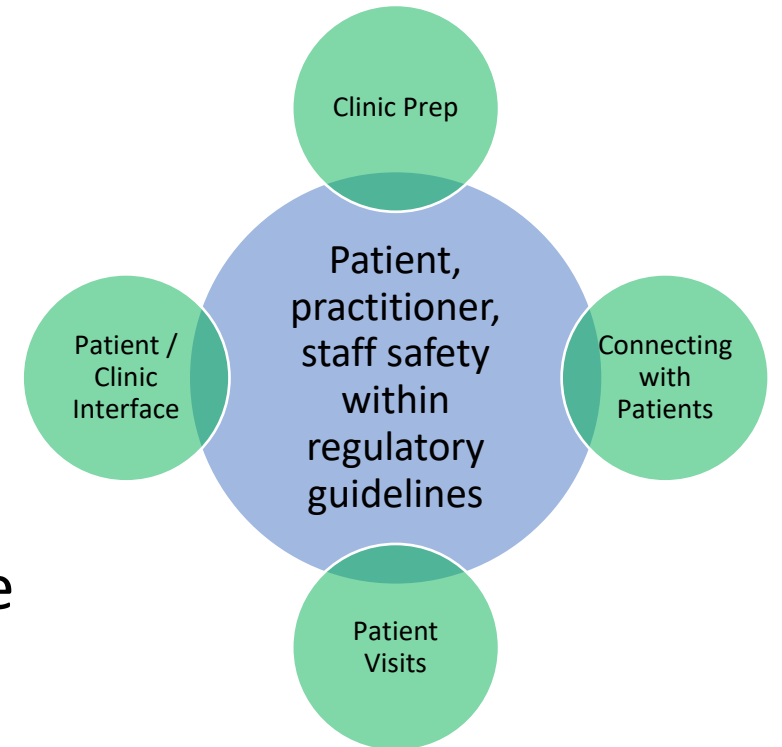 Clinic Prep
Patient,
practitioner,
staff safety
within
regulatory
guidelines
Patient /
Clinic
Interface
Connecting
with
Patients
e
Patient
Visits